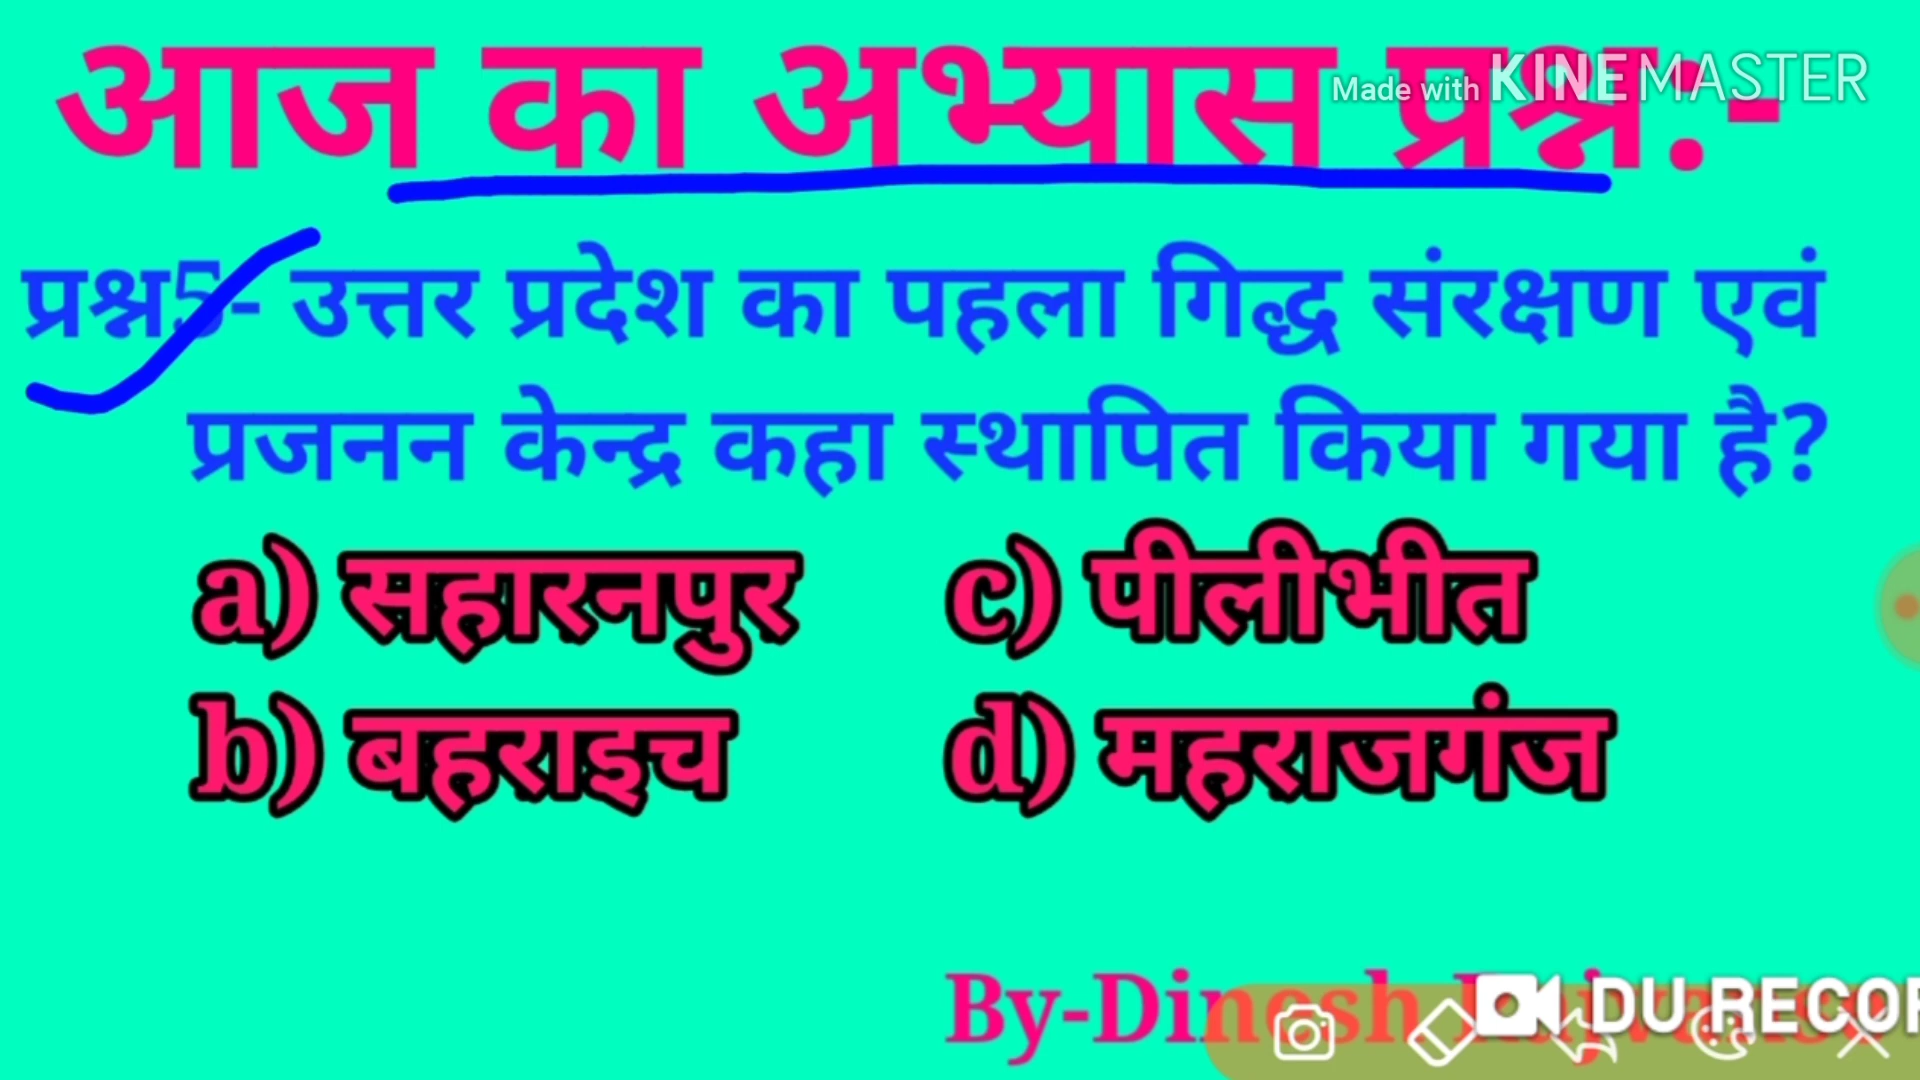 आज का अभ्यास प्रश्न:-
Made with KINEMASTER
प्रश्न5- उत्तर प्रदेश का पहला गिद्ध संरक्षण एवं
प्रजनन केन्द्र कहा स्थापित किया गया है?
a) सहारनपुर
c) पीलीभीत
b) बहराइच
d) महराजगंज
By-Dinesh
DU RECOR